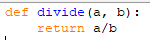 def divide(a, b):
    return a/b